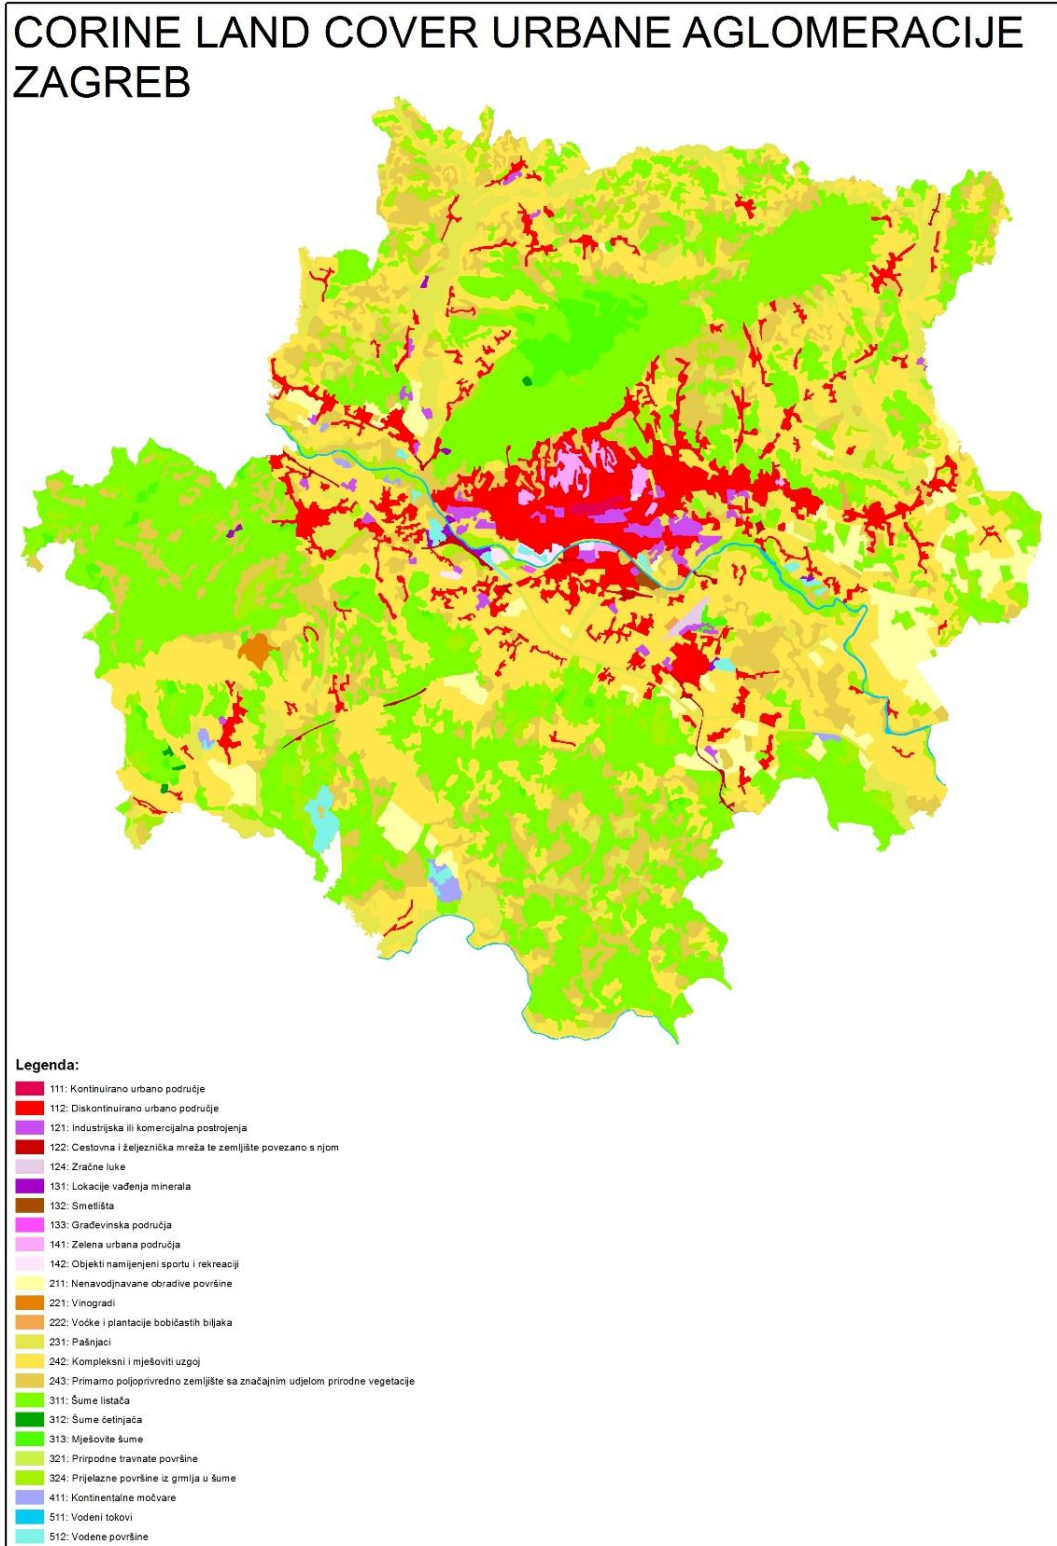 CORINE LAND COVER URBANE AGLOMERACIJE
ZAGREB
Legenda:
111: Kontinuirano urbano područje
112: Diskontinuirano urbano područje
121: Industrijska ili komercijalna postrojenja
122: Cestovna i željeznička mreža te zemljište povezano s njom
124: Zračne luke
131: Lokacije vađenja minerala
132: Smetlišta
133: Građevinska područja
141: Zelena urbana područja
142: Objekti namijenjeni sportu i rekreaciji
211: Nenavodjnavane obradive površine
221: Vinogradi
222: Voćke i plantacije bobičastih biljaka
231: Pašnjaci
242: Kompleksni i mješoviti uzgoj
243: Primarno poljoprivredno zemljište sa značajnim udjelom prirodne vegetacije
311: Šume listača
312: Šume četinjača
313: Mješovite šume
321: Prirpodne travnate površine
324: Prijelazne površine iz grmlja u šume
411: Kontinentalne močvare
511: Vodeni tokovi
512: Vodene površine